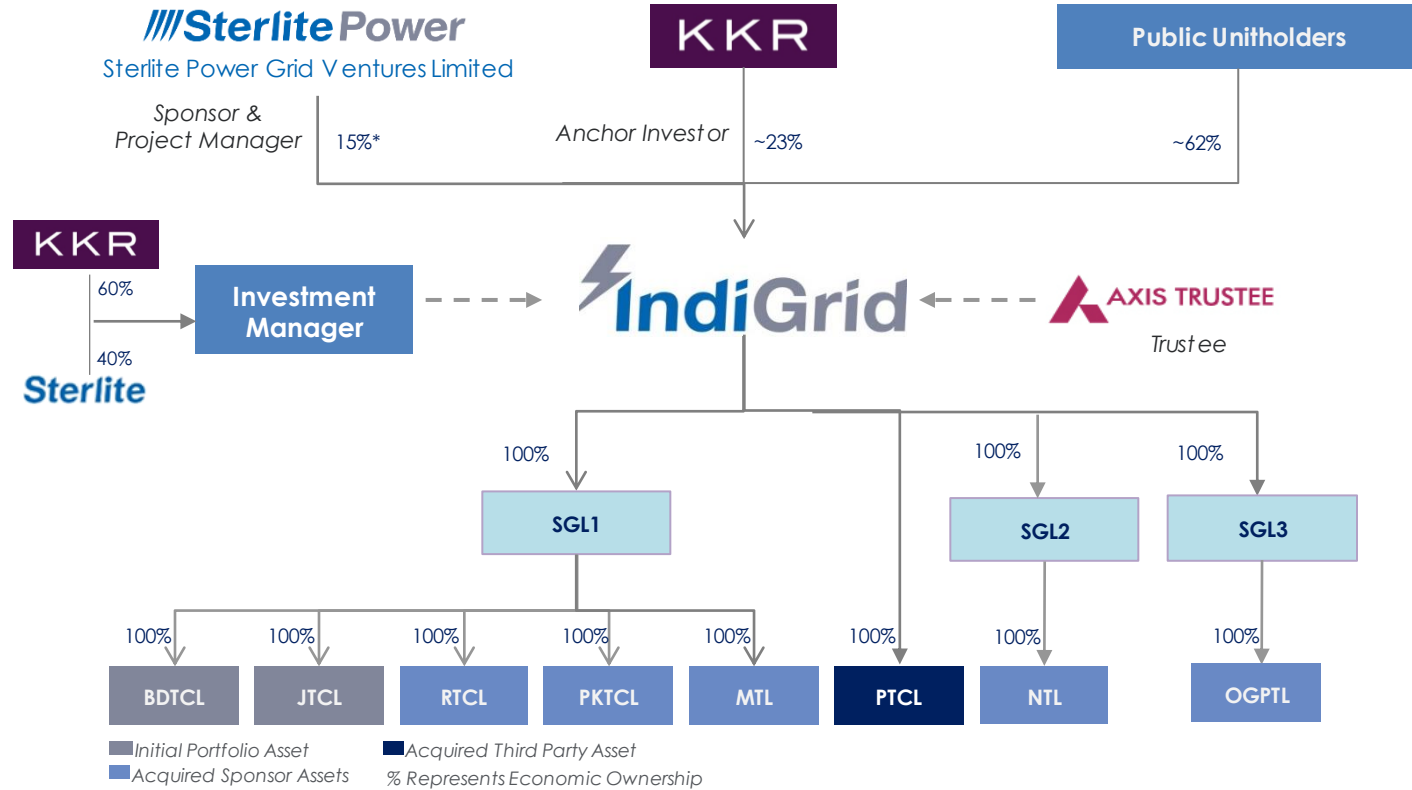 Sterlite Power
KKR
Public Unitholders
Sterlite Power Grid Ventures Limited
Sponsor &
Project Manager
15%*
Anchor Investor
~23%
~62%
KKR
60%
Investment
Manager
40%
Sterlite
IndiGrid
AXIS TRUSTEE
Trustee
100%
100%
100%
SGL1
SGL2
SGL3
100%
100%
100%
100%
100%
100%
100%
100%
BDTCL
JTCL
RTCL
PKTCL
MTL
PTCL
NTL
OGPTL
Initial Portfolio Asset
Acquired Third Party Asset
Acquired Sponsor Assets
% Represents Economic Ownership